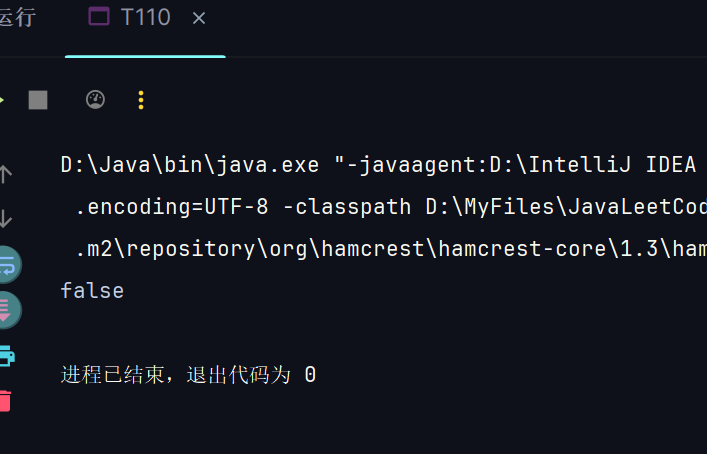 运行
T110
D:\Java\bin\java.exe "-javaagent:D:\IntelliJ IDEA
.encoding=UTF-8 -classpath D:\MyFiles\JavaLeetCod
.m2\repository\org\hamcrest\hamcrest-core\1.3\ham
false
进程已结束，退出代码为 0